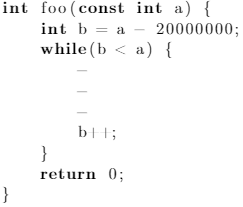 int foo(const int a) {
int b = a – 20000000;
while(b < a) {
–
–
–
b++;
}
return 0;
}